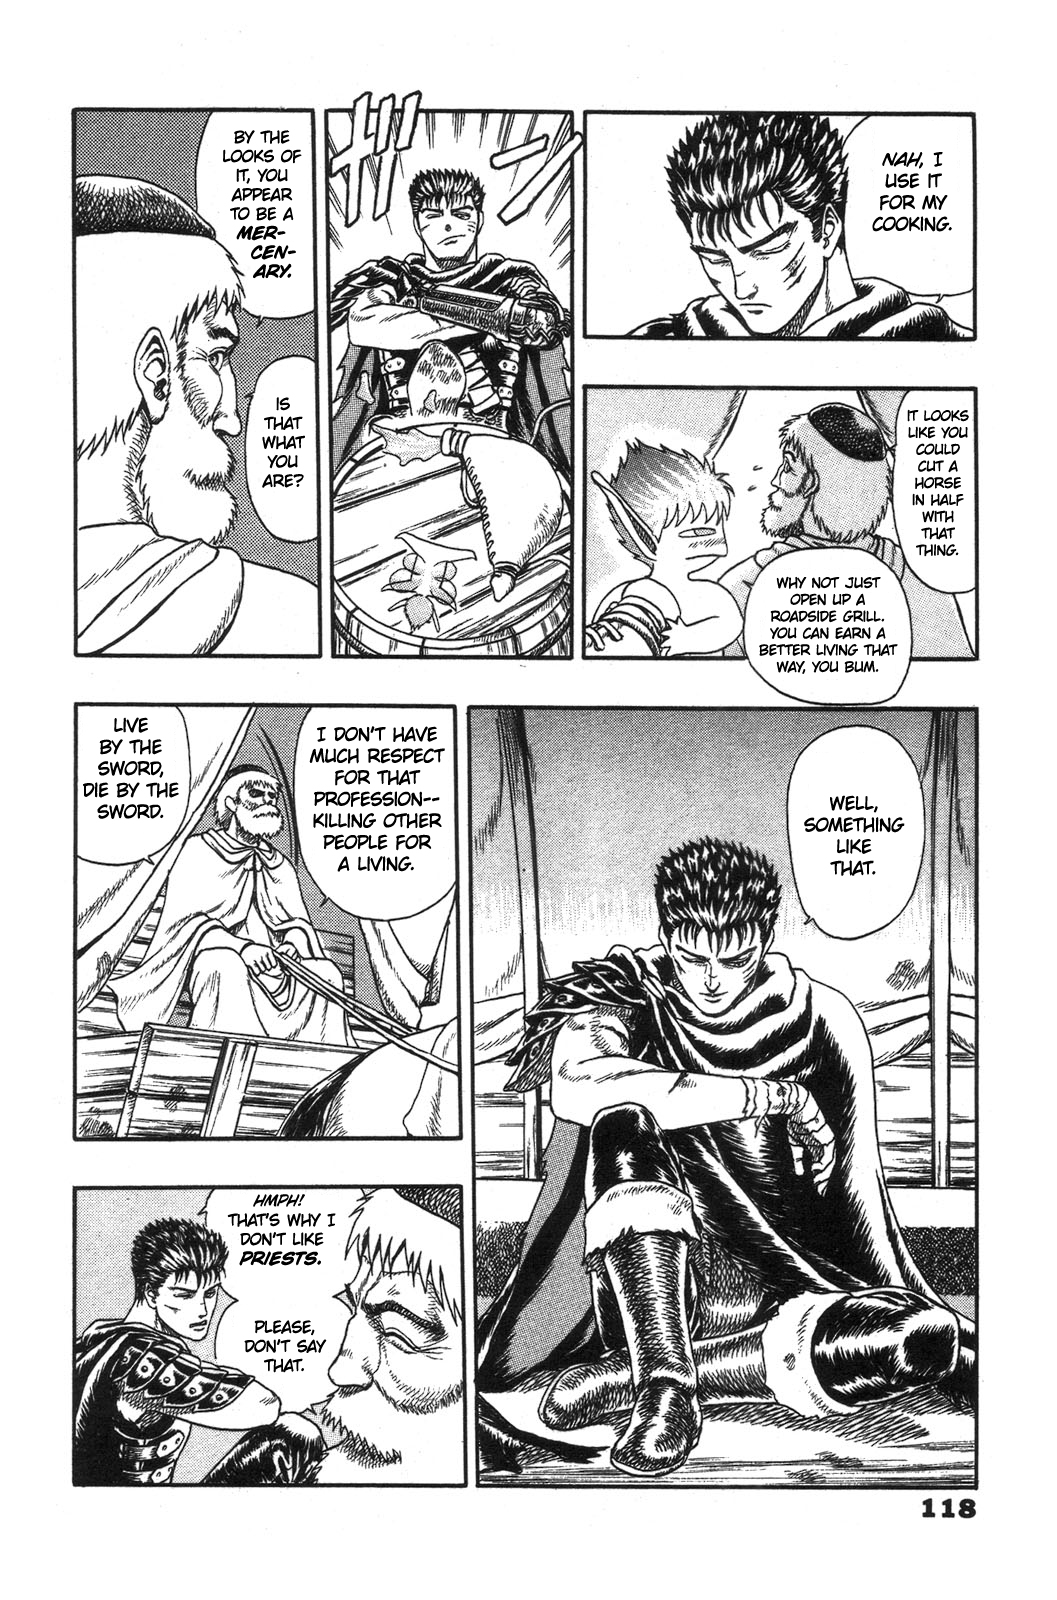 NAH, I
USE IT
FOR MY
COOKING.
IT LOOKS
LIKE YOU
COULD
CUT A
HORSE
IN HALF
WITH
THAT
THING.
WHY NOT JUST
OPEN UP A
ROADSIDE GRILL.
YOU CAN EARN A
BETTER LIVING THAT
WAY, YOU BUM.
ガガーン
BY THE
LOOKS OF
IT, YOU
APPEAR
TO BE A
MER-
CEN-
ARY.
IS
THAT
WHAT
YOU
ARE?
WELL,
SOMETHING
LIKE
THAT.
I DON'T HAVE
MUCH RESPECT
FOR THAT
PROFESSION--
KILLING OTHER
PEOPLE FOR
A LIVING.
LIVE
BY THE
SWORD,
DIE BY THE
SWORD.
HMPH!
THAT'S WHY I
DON'T LIKE
PRIESTS.
PLEASE,
DON'T SAY
THAT.
118